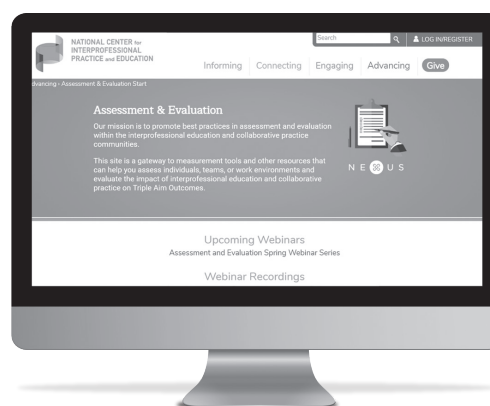 NATIONAL CENTER for
INTERPROFESSIONAL
PRACTICE and EDUCATION
Search
LOG IN/REGISTER
Informing
Connecting
Engaging
Advancing
Give
dvancing › Assessment & Evaluation Start
Assessment & Evaluation
Our mission is to promote best practices in assessment and evaluation
within the interprofessional education and collaborative practice
communities.
This site is a gateway to measurement tools and other resources that
can help you assess individuals, teams, or work environments and
evaluate the impact of interprofessional education and collaborative
practice on Triple Aim Outcomes.
NEXUS
Upcoming Webinars
Assessment and Evaluation Spring Webinar Series
Webinar Recordings